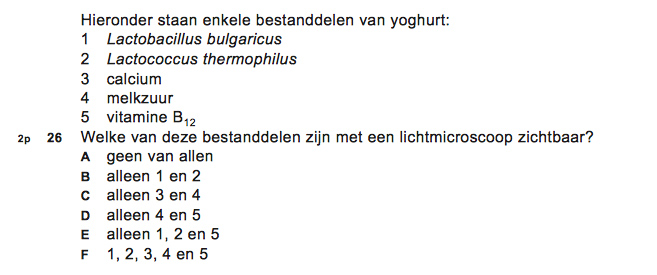 Hieronder staan enkele bestanddelen van yoghurt:
1 Lactobacillus bulgaricus
2 Lactococcus thermophilus
3 calcium
4 melkzuur
5 vitamine B12
2p 26 Welke van deze bestanddelen zijn met een lichtmicroscoop zichtbaar?
A geen van allen
B alleen 1 en 2
C alleen 3 en 4
D alleen 4 en 5
E alleen 1, 2 en 5
F 1, 2, 3, 4 en 5